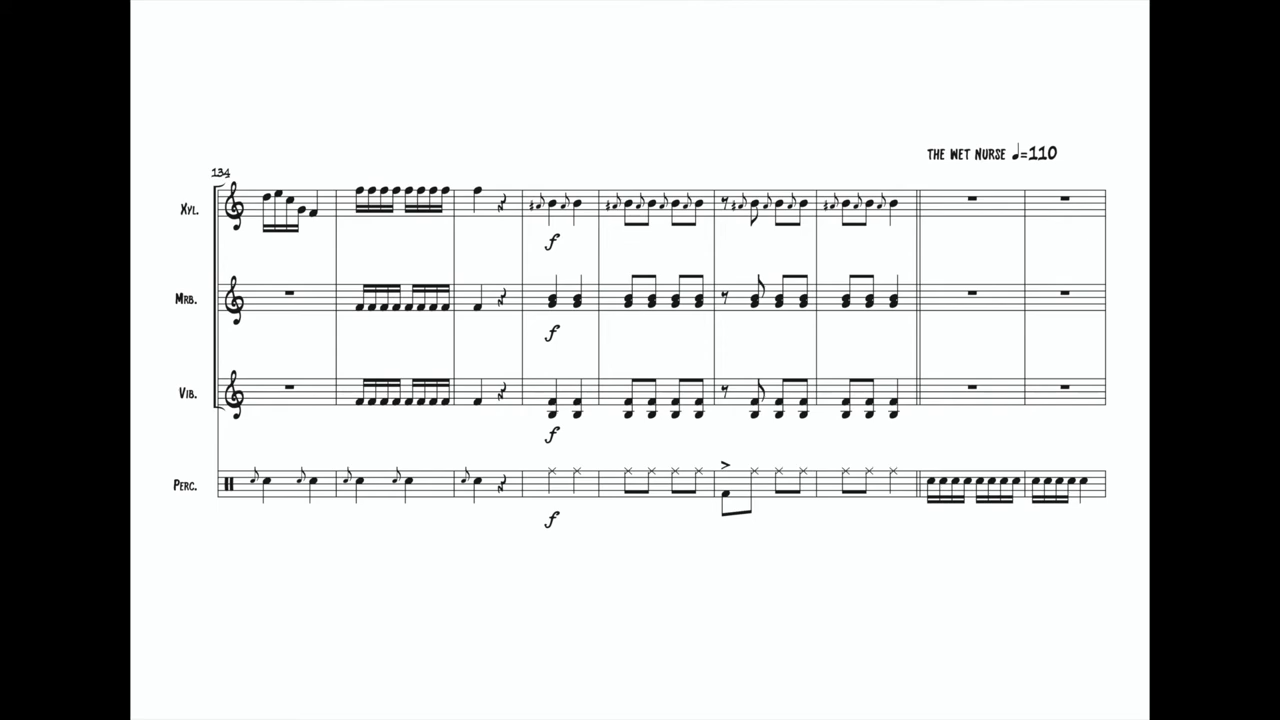 THE WET NURSE ♩=110
134
XYL.
f
MRB.
f
VIB.
f
PERC.
f